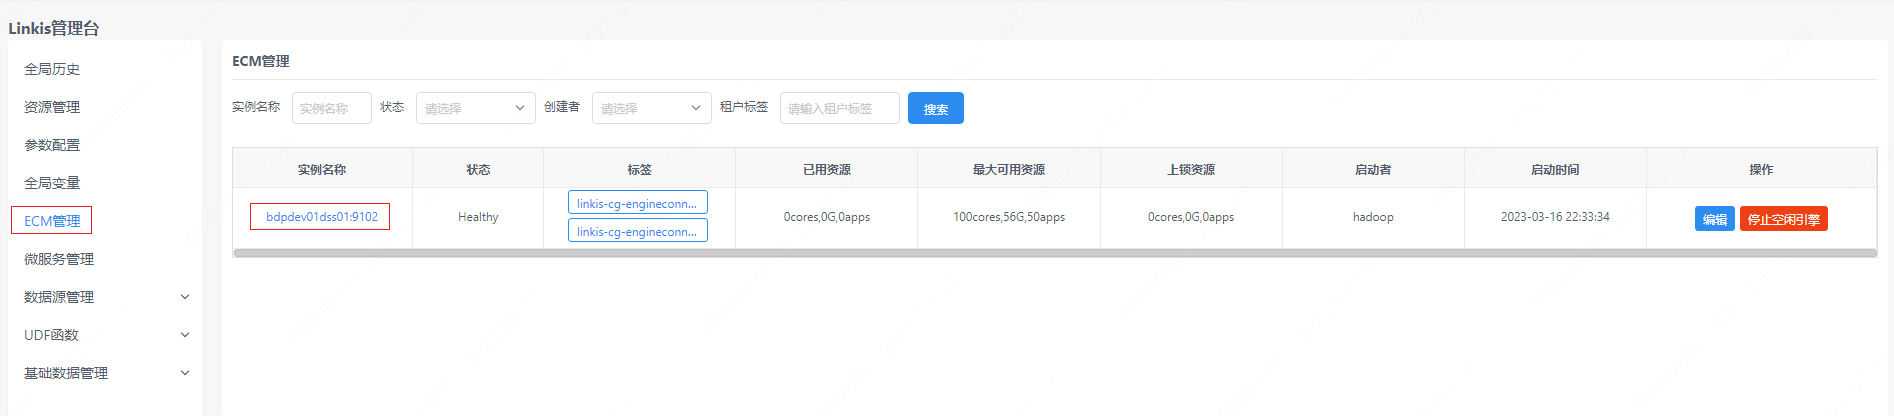 Linkis管理台
全局历史
资源管理
参数配置
全局变量
ECM管理
微服务管理
数据源管理
UDF函数
基础数据管理
ECM管理
实例名称 实例名称 状态 请选择 创建者 请选择 租户标签 请输入租户标签 搜索
实例名称 状态 标签 已用资源 最大可用资源 上锁资源 启动者 启动时间 操作
bdpdev01dss01:9102 Healthy linkis-cg-engineconn... 0cores,0G,0apps 100cores,56G,50apps 0cores,0G,0apps hadoop 2023-03-16 22:33:34 编辑 停止空闲引擎
linkis-cg-engineconn...